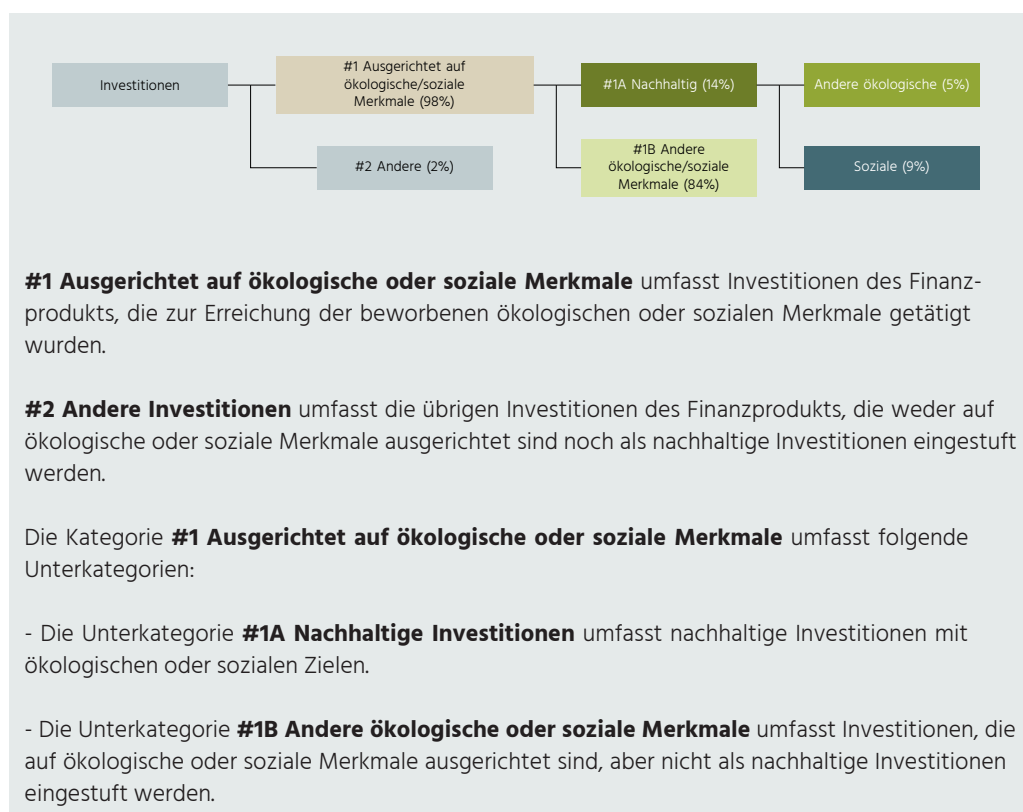 Investitionen
#1 Ausgerichtet auf
ökologische/soziale
Merkmale (98%)
#1A Nachhaltig (14%)
Andere ökologische (5%)
#2 Andere (2%)
#1B Andere
ökologische/soziale
Merkmale (84%)
Soziale (9%)
#1 Ausgerichtet auf ökologische oder soziale Merkmale umfasst Investitionen des Finanz-
produkts, die zur Erreichung der beworbenen ökologischen oder sozialen Merkmale getätigt
wurden.
#2 Andere Investitionen umfasst die übrigen Investitionen des Finanzprodukts, die weder auf
ökologische oder soziale Merkmale ausgerichtet sind noch als nachhaltige Investitionen eingestuft
werden.
Die Kategorie #1 Ausgerichtet auf ökologische oder soziale Merkmale umfasst folgende
Unterkategorien:
- Die Unterkategorie #1A Nachhaltige Investitionen umfasst nachhaltige Investitionen mit
ökologischen oder sozialen Zielen.
- Die Unterkategorie #1B Andere ökologische oder soziale Merkmale umfasst Investitionen, die
auf ökologische oder soziale Merkmale ausgerichtet sind, aber nicht als nachhaltige Investitionen
eingestuft werden.